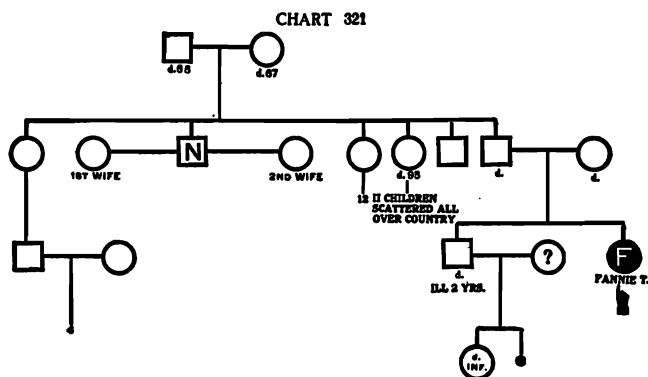 CHART 321
d.68 d.67
N
1ST WIFE 2ND WIFE
d.95 d. d.
12 11 CHILDREN
SCATTERED ALL
OVER COUNTRY
? F
d. FANNIE T.
ILL 2 YRS.
d.
INF.